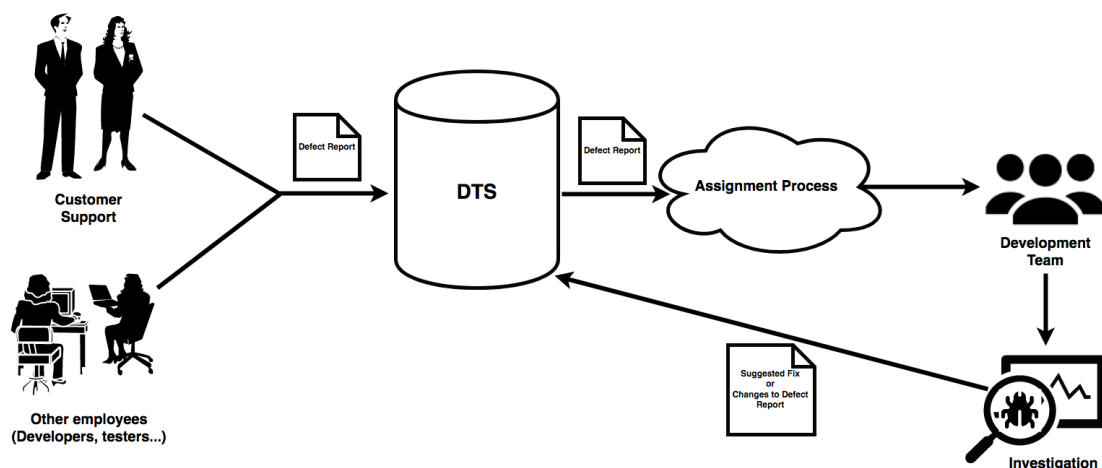 Customer
Support
Other employees
(Developers, testers...)
Defect Report
DTS
Defect Report
Assignment Process
Development
Team
Suggested Fix
or
Changes to Defect
Report
Investigation